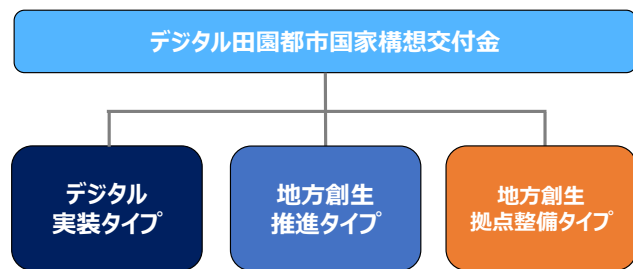 デジタル田園都市国家構想交付金
デジタル
実装タイプ
地方創生
推進タイプ
地方創生
拠点整備タイプ